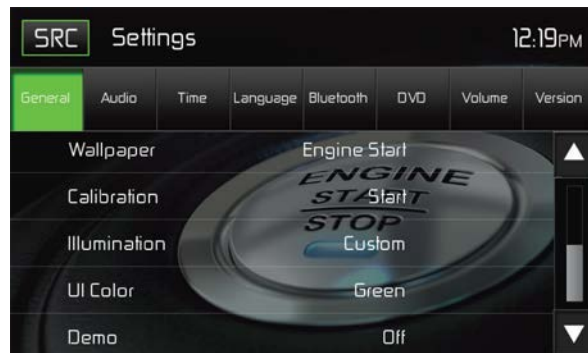 SRC Settings 12:19PM
General Audio Time Language Bluetooth DVD Volume Version
Wallpaper Engine Start
Calibration Start
Illumination Custom
UI Color Green
Demo Off
ENGINE
START
STOP